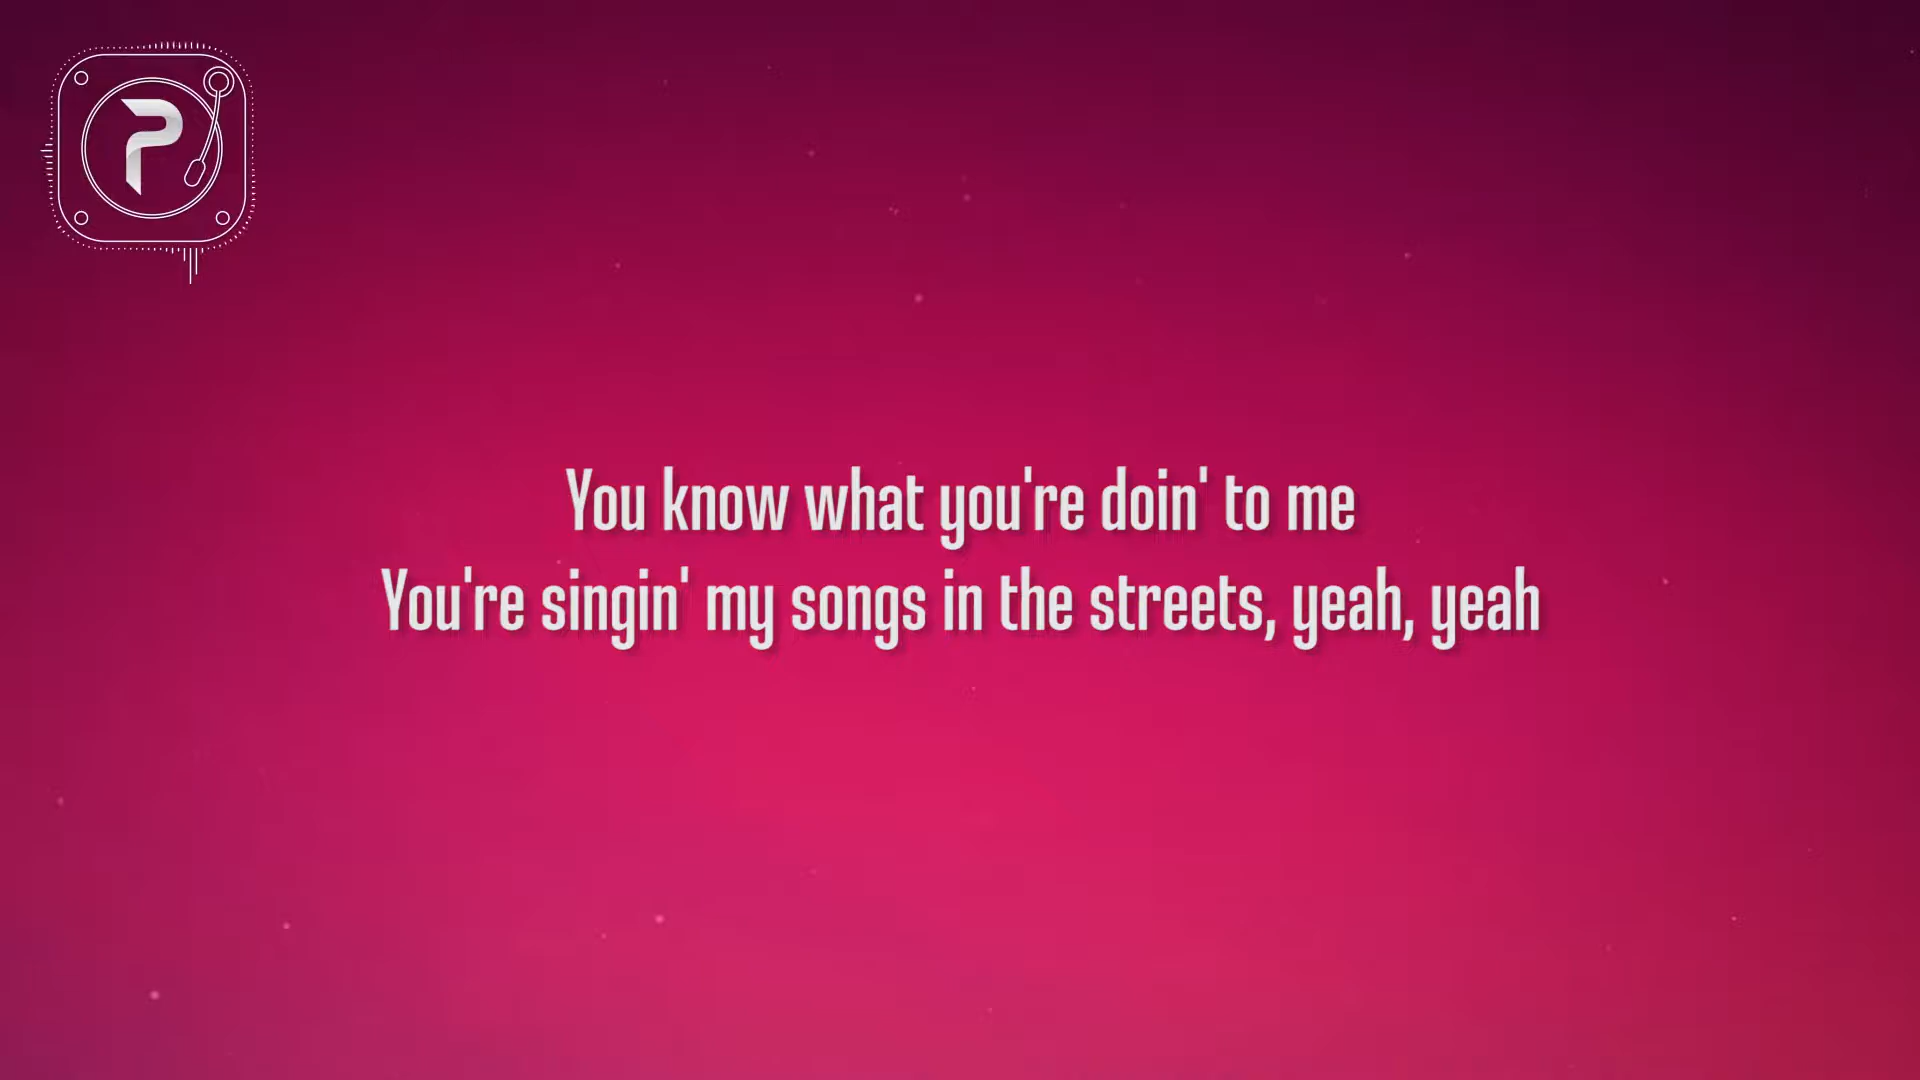 P
You know what you're doin' to me
You're singin' my songs in the streets, yeah, yeah